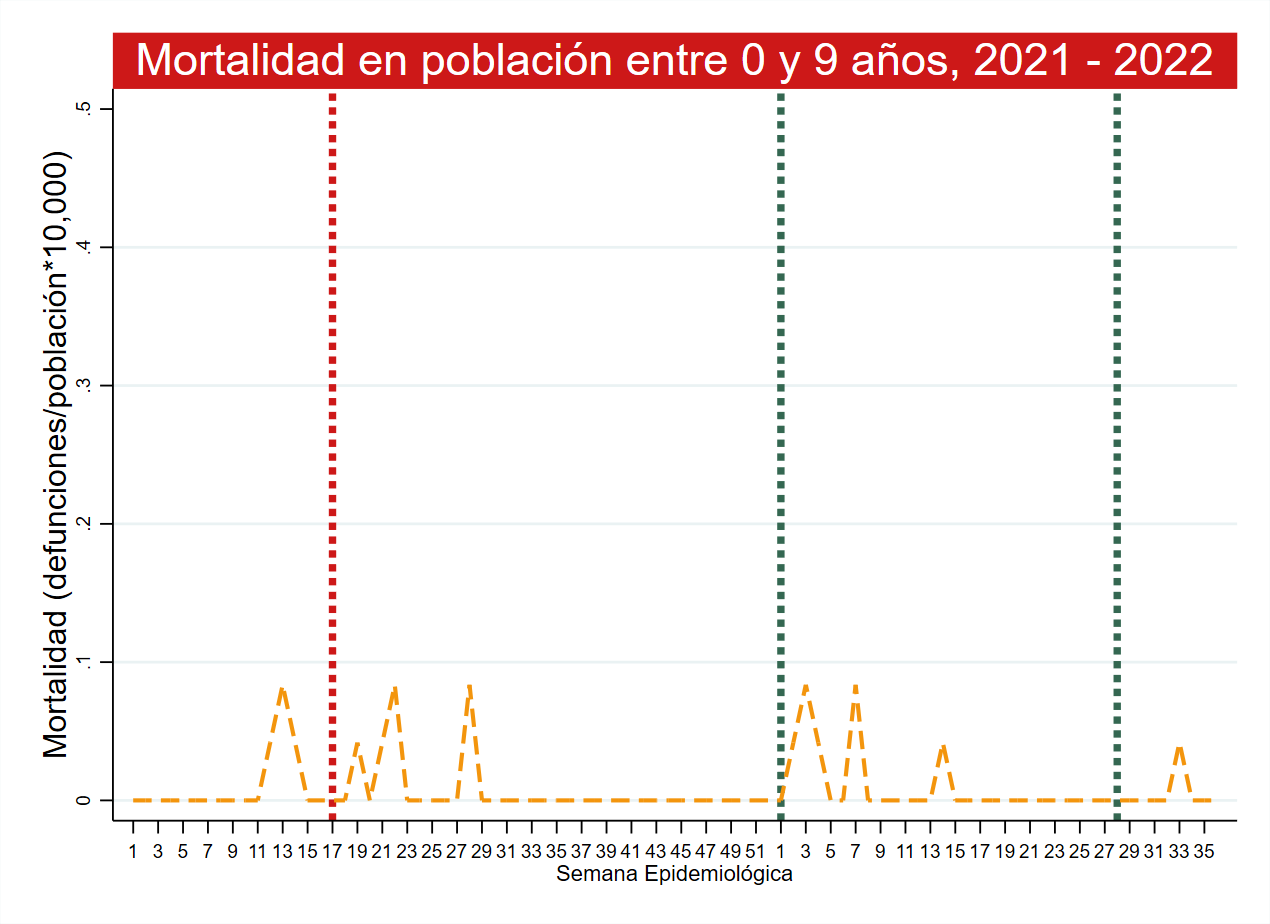 Mortalidad en población entre 0 y 9 años, 2021 - 2022
Mortalidad (defunciones/población*10,000)
.5
.4
.3
.2
.1
0
1 3 5 7 9 11 13 15 17 19 21 23 25 27 29 31 33 35 37 39 41 43 45 47 49 51 1 3 5 7 9 11 13 15 17 19 21 23 25 27 29 31 33 35
Semana Epidemiológica